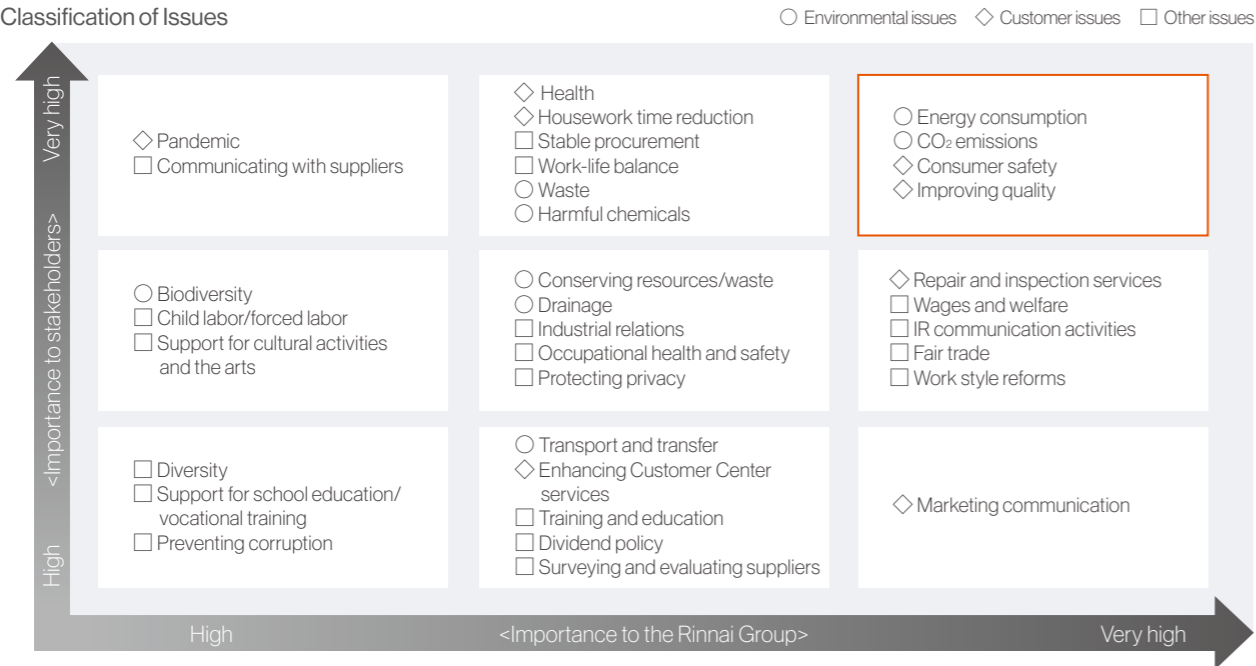 Classification of Issues
○ Environmental issues ◇ Customer issues □ Other issues
Very high
<Importance to stakeholders>
High
◇ Pandemic
□ Communicating with suppliers
◇ Health
◇ Housework time reduction
□ Stable procurement
□ Work-life balance
○ Waste
○ Harmful chemicals
○ Energy consumption
○ CO₂ emissions
◇ Consumer safety
◇ Improving quality
○ Biodiversity
□ Child labor/forced labor
□ Support for cultural activities
and the arts
○ Conserving resources/waste
○ Drainage
□ Industrial relations
□ Occupational health and safety
□ Protecting privacy
◇ Repair and inspection services
□ Wages and welfare
□ IR communication activities
□ Fair trade
□ Work style reforms
□ Diversity
□ Support for school education/
vocational training
□ Preventing corruption
○ Transport and transfer
◇ Enhancing Customer Center
services
□ Training and education
□ Dividend policy
□ Surveying and evaluating suppliers
◇ Marketing communication
High <Importance to the Rinnai Group> Very high